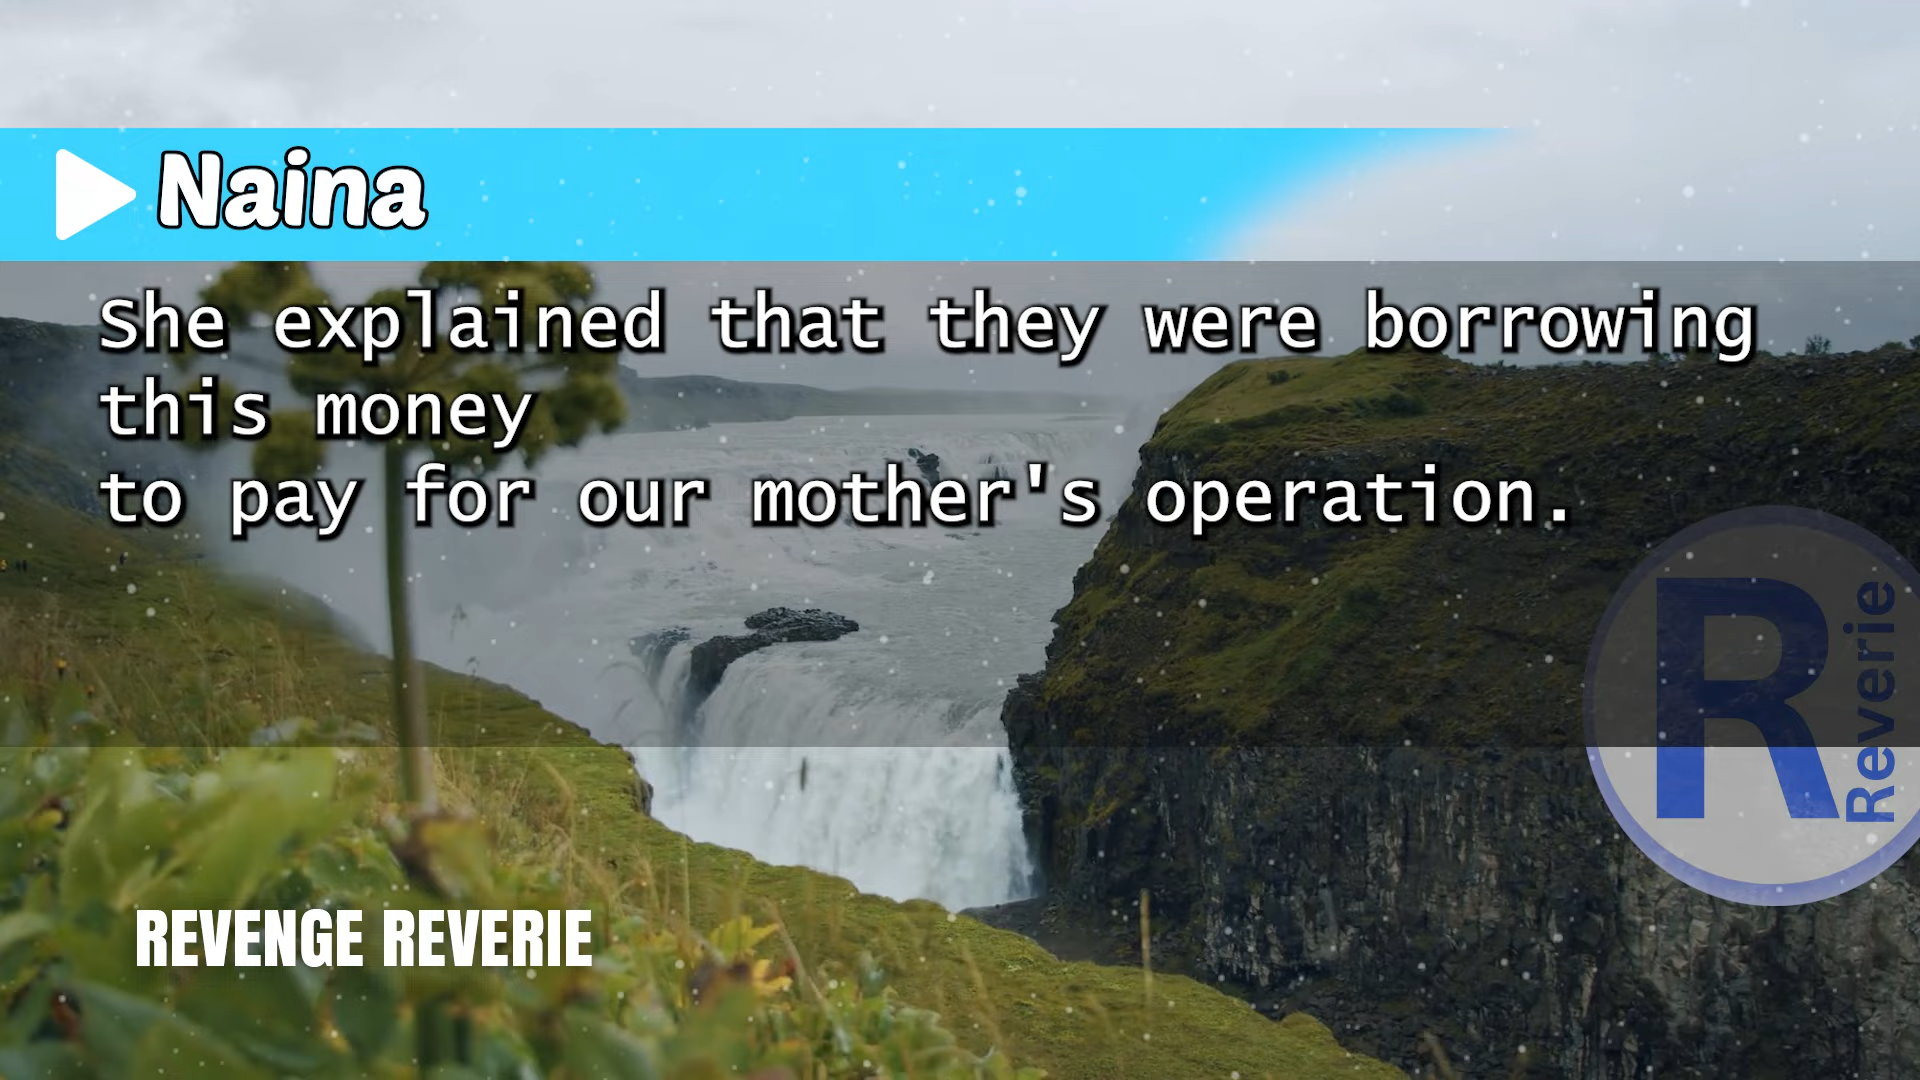 Naina
She explained that they were borrowing
this money
to pay for our mother's operation.
R
Reverie
REVENGE REVERIE